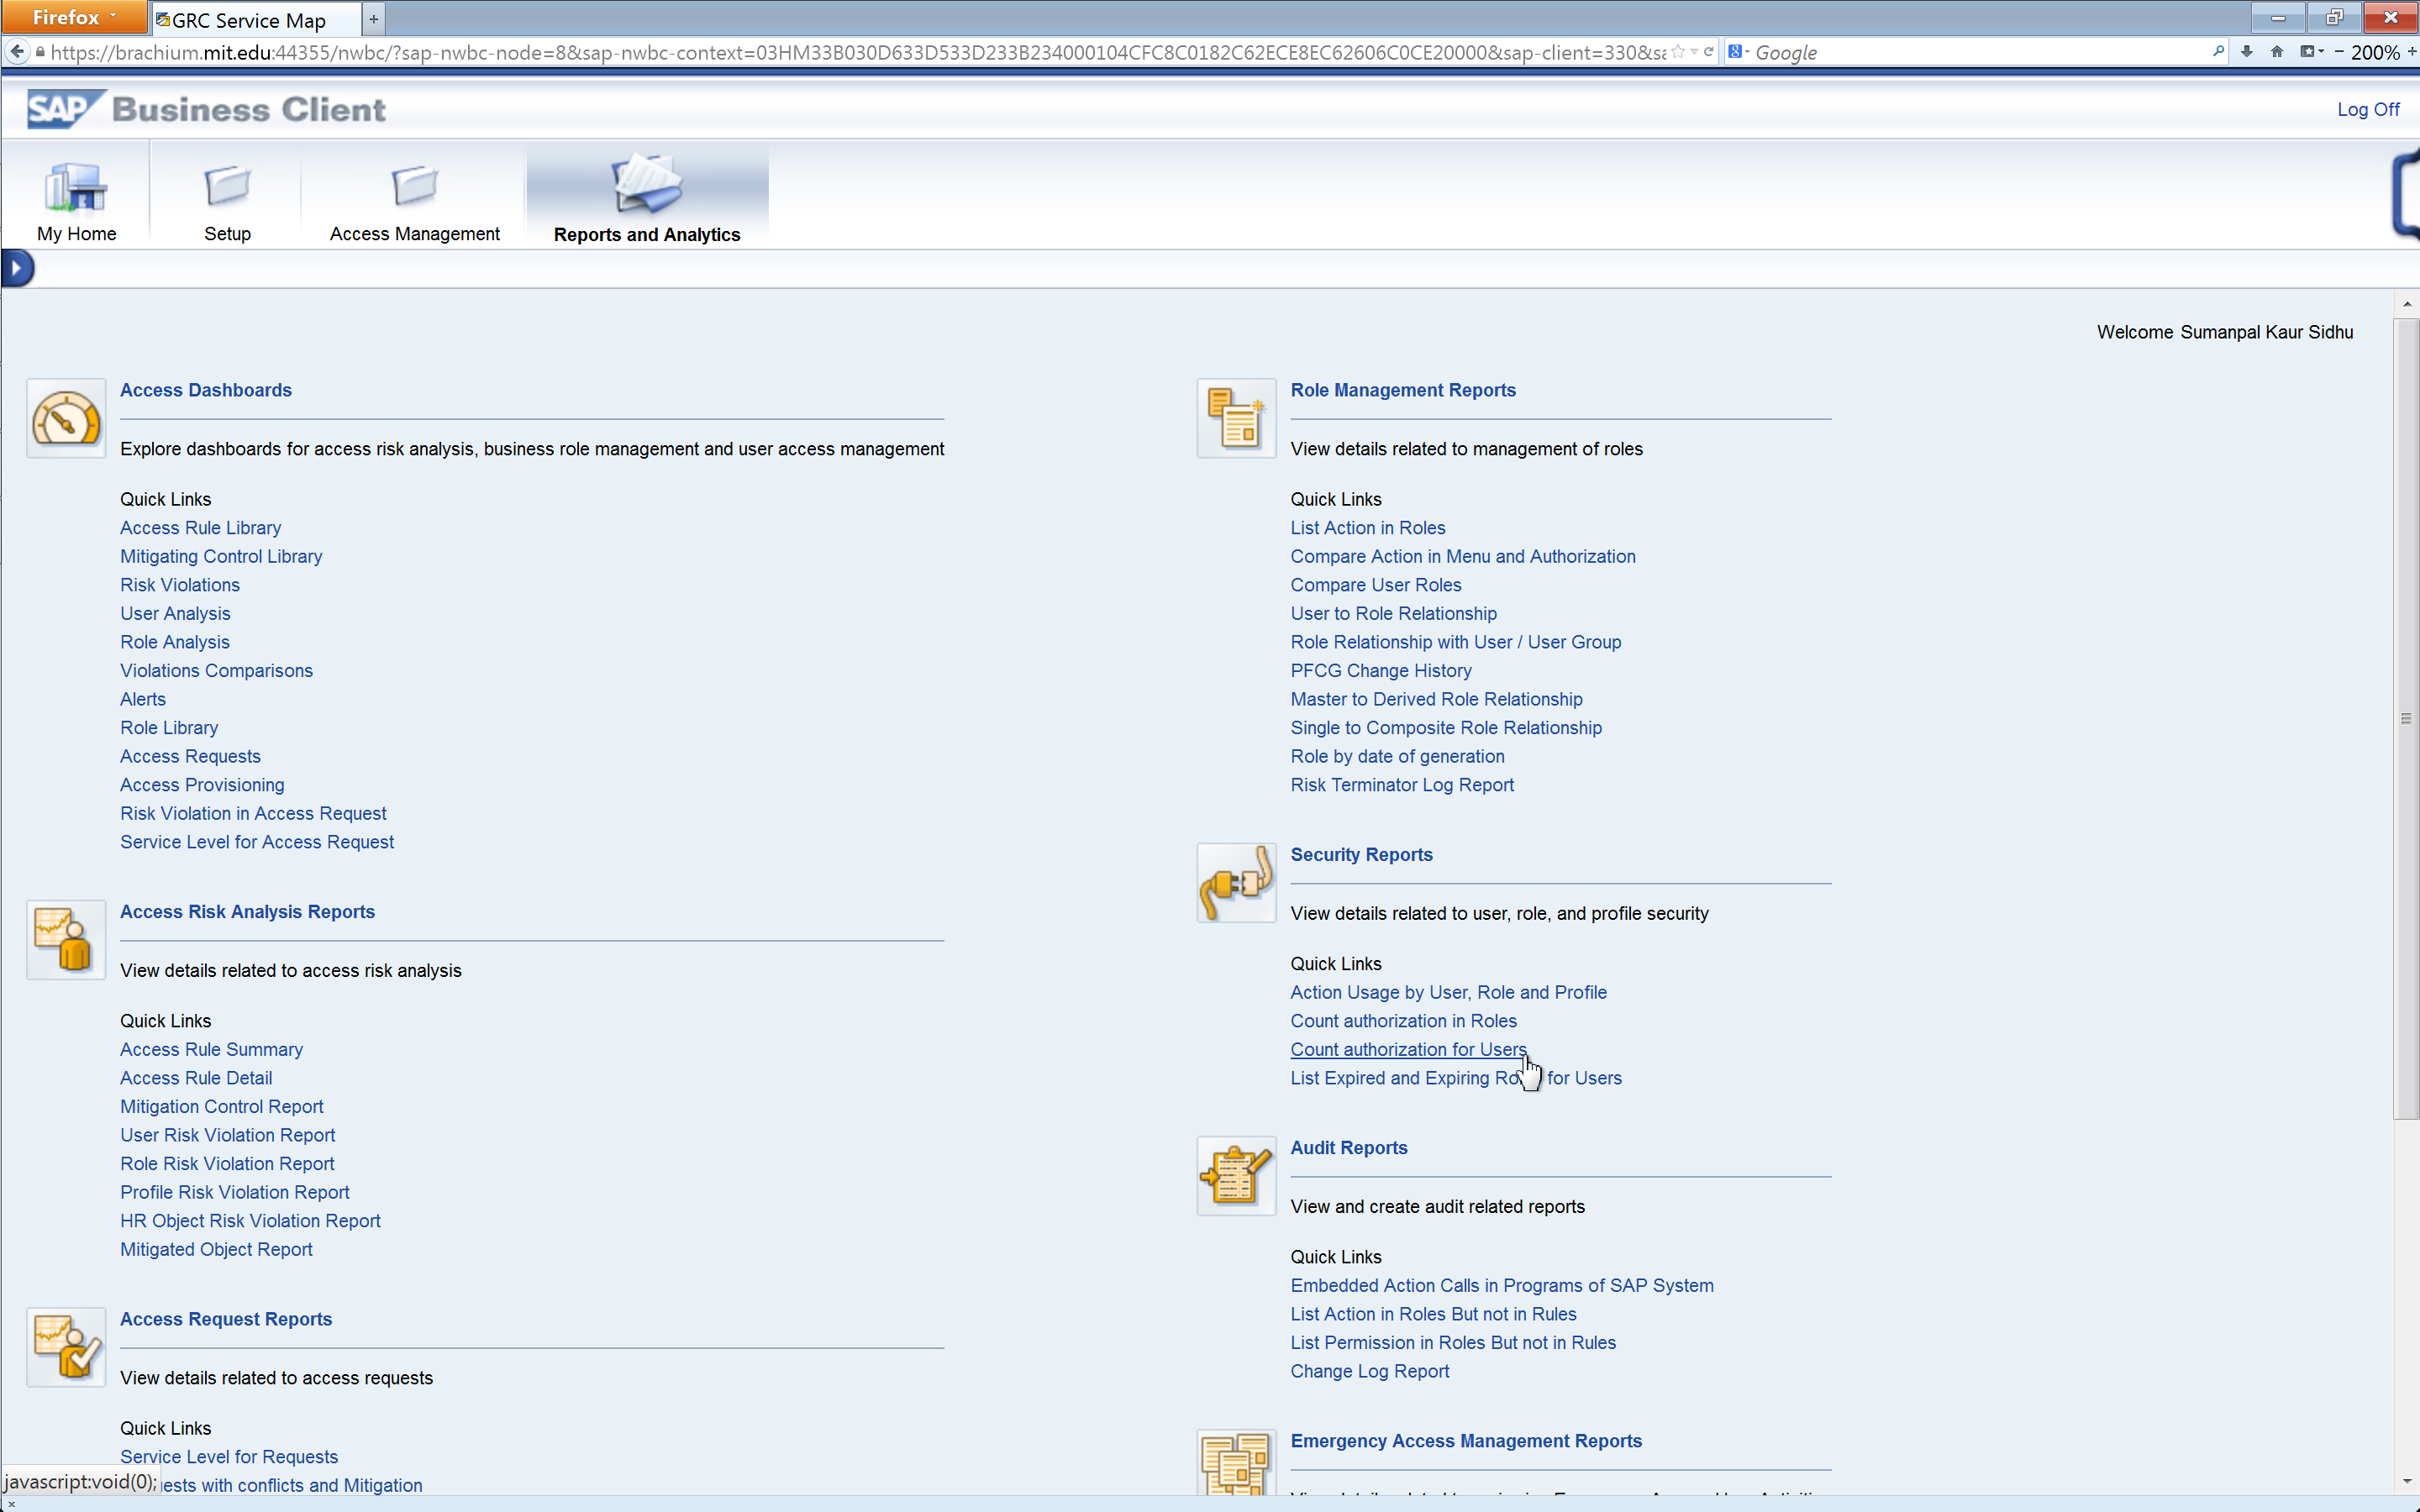 Firefox
GRC Service Map
https://brachium.mit.edu:44355/nwbc/?sap-nwbc-node=8&sap-nwbc-context=03HM33B030D633D533D233B234000104CFC8C0182C62ECE8EC62606C0CE20000&sap-client=330&sa
Google
200%
SAP Business Client
Log Off
My Home
Setup
Access Management
Reports and Analytics
Welcome Sumanpal Kaur Sidhu
Access Dashboards
Explore dashboards for access risk analysis, business role management and user access management
Quick Links
Access Rule Library
Mitigating Control Library
Risk Violations
User Analysis
Role Analysis
Violations Comparisons
Alerts
Role Library
Access Requests
Access Provisioning
Risk Violation in Access Request
Service Level for Access Request
Access Risk Analysis Reports
View details related to access risk analysis
Quick Links
Access Rule Summary
Access Rule Detail
Mitigation Control Report
User Risk Violation Report
Role Risk Violation Report
Profile Risk Violation Report
HR Object Risk Violation Report
Mitigated Object Report
Access Request Reports
View details related to access requests
Quick Links
Service Level for Requests
ests with conflicts and Mitigation
javascript:void(0);
Role Management Reports
View details related to management of roles
Quick Links
List Action in Roles
Compare Action in Menu and Authorization
Compare User Roles
User to Role Relationship
Role Relationship with User / User Group
PFCG Change History
Master to Derived Role Relationship
Single to Composite Role Relationship
Role by date of generation
Risk Terminator Log Report
Security Reports
View details related to user, role, and profile security
Quick Links
Action Usage by User, Role and Profile
Count authorization in Roles
Count authorization for Users
List Expired and Expiring Ro for Users
Audit Reports
View and create audit related reports
Quick Links
Embedded Action Calls in Programs of SAP System
List Action in Roles But not in Rules
List Permission in Roles But not in Rules
Change Log Report
Emergency Access Management Reports